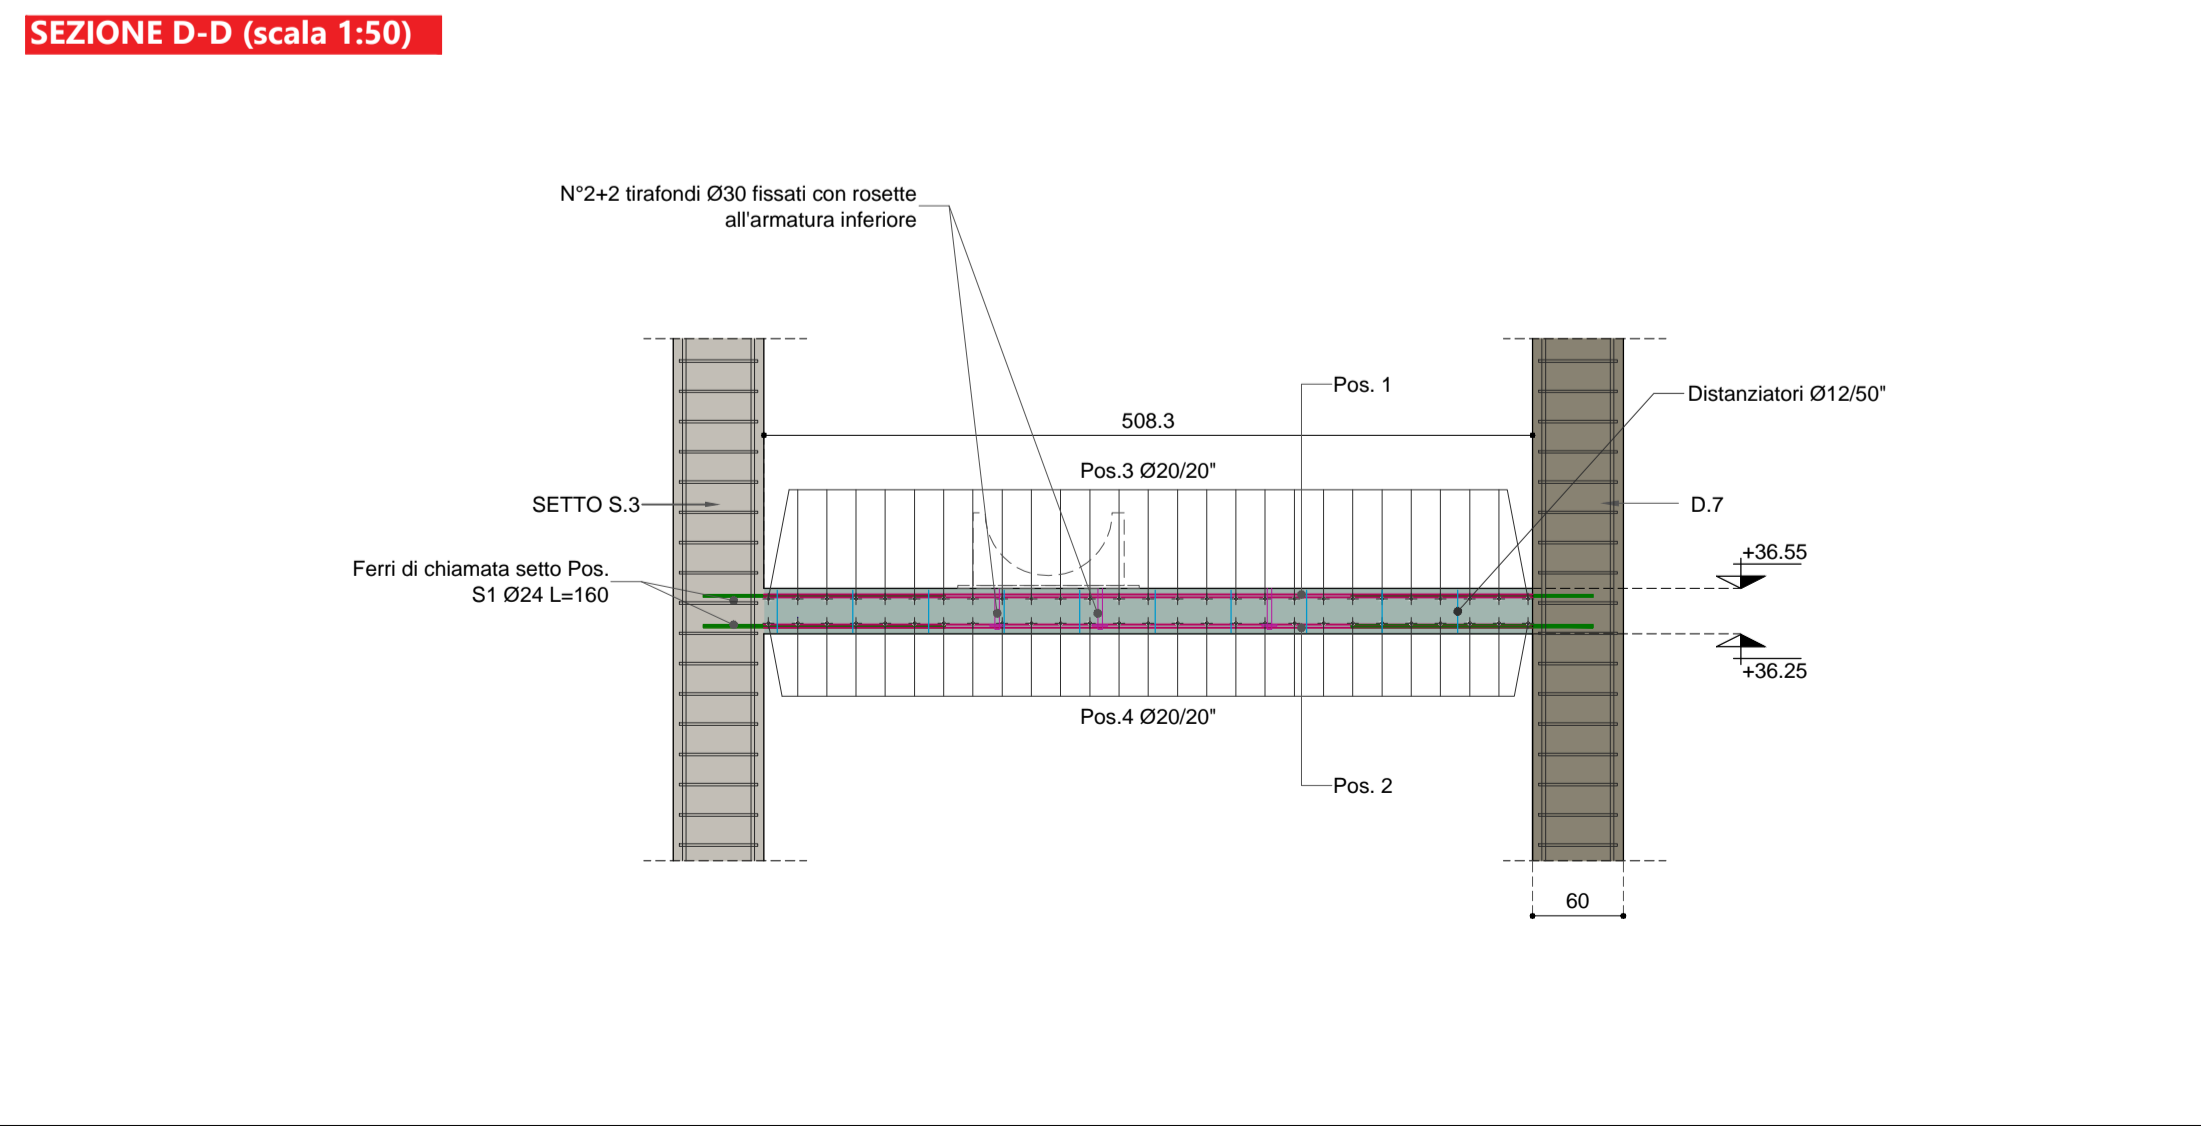 SEZIONE D-D (scala 1:50)
N°2+2 tirafondi Ø30 fissati con rosette
all'armatura inferiore
Pos. 1
Distanziatori Ø12/50"
508.3
Pos.3 Ø20/20"
SETTO S.3
D.7
+36.55
Ferri di chiamata setto Pos.
S1 Ø24 L=160
+36.25
Pos.4 Ø20/20"
Pos. 2
60